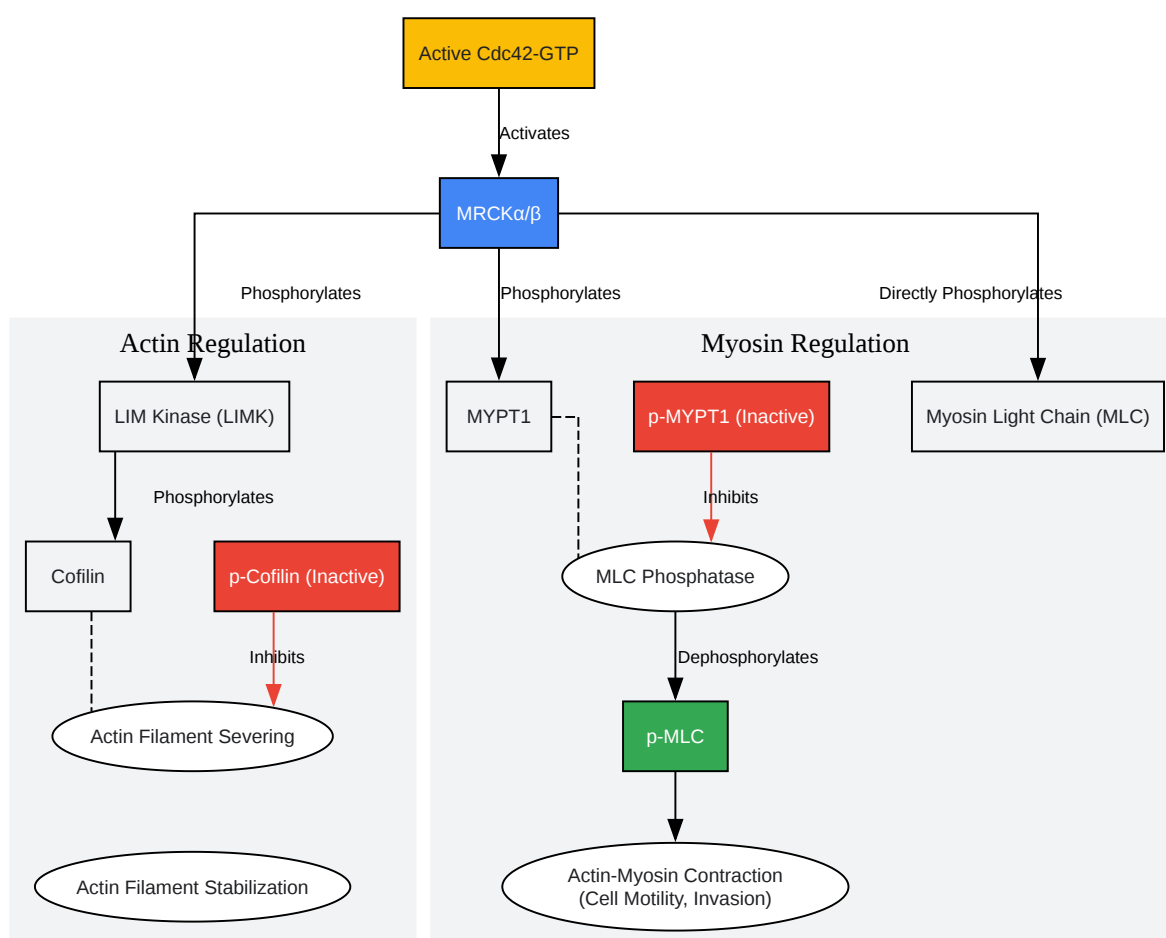 Active Cdc42-GTP
Activates
MRCKα/β
Phosphorylates
Phosphorylates
Directly Phosphorylates
Actin Regulation
Myosin Regulation
LIM Kinase (LIMK)
MYPT1
p-MYPT1 (Inactive)
Myosin Light Chain (MLC)
Phosphorylates
Inhibits
Cofilin
p-Cofilin (Inactive)
MLC Phosphatase
Inhibits
Dephosphorylates
Actin Filament Severing
p-MLC
Actin Filament Stabilization
Actin-Myosin Contraction
(Cell Motility, Invasion)